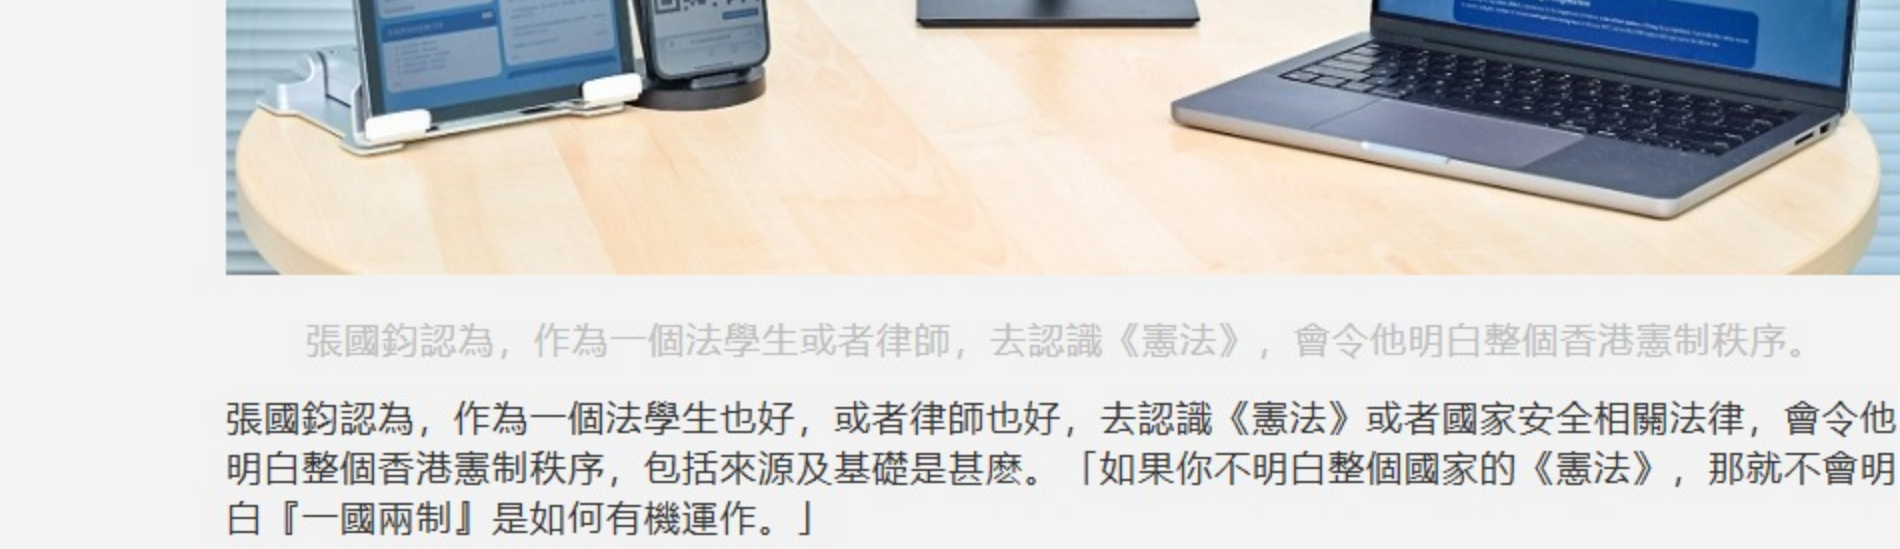 張國鈞認為，作為一個法學生或者律師，去認識《憲法》，會令他明白整個香港憲制秩序。
張國鈞認為，作為一個法學生也好，或者律師也好，去認識《憲法》或者國家安全相關法律，會令他
明白整個香港憲制秩序，包括來源及基礎是甚麽。「如果你不明白整個國家的《憲法》，那就不會明
白『一國兩制』是如何有機運作。」